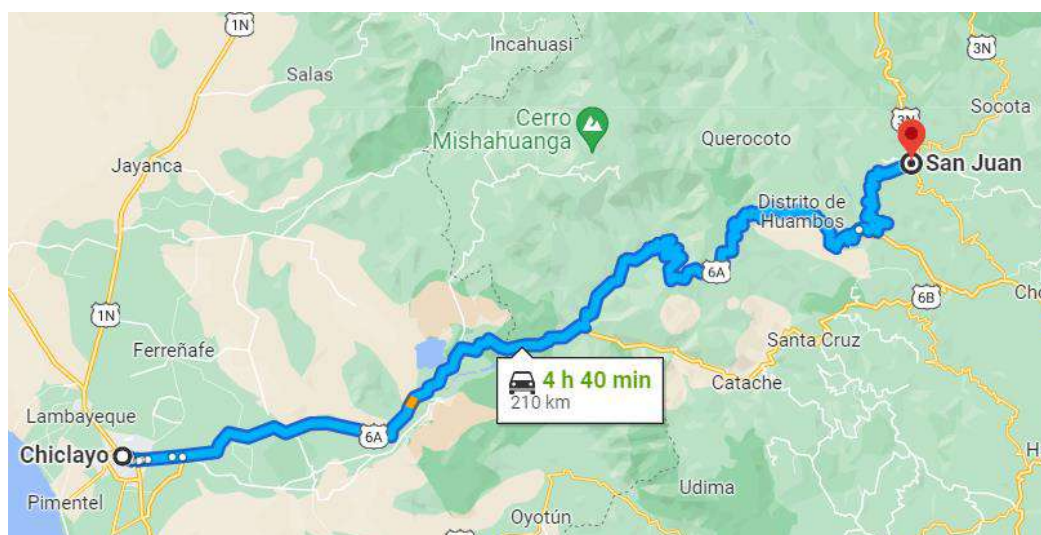 1N
Incahuasi
3N
Salas
Cerro
Mishahuanga
Socota
3N
Querocoto
Jayanca
San Juan
Distrito de
Huambos
6A
1N
6B
Ferreñafe
Santa Cruz
4 h 40 min
210 km
Catache
Lambayeque
6A
Chiclayo
Udima
Pimentel
Oyotún